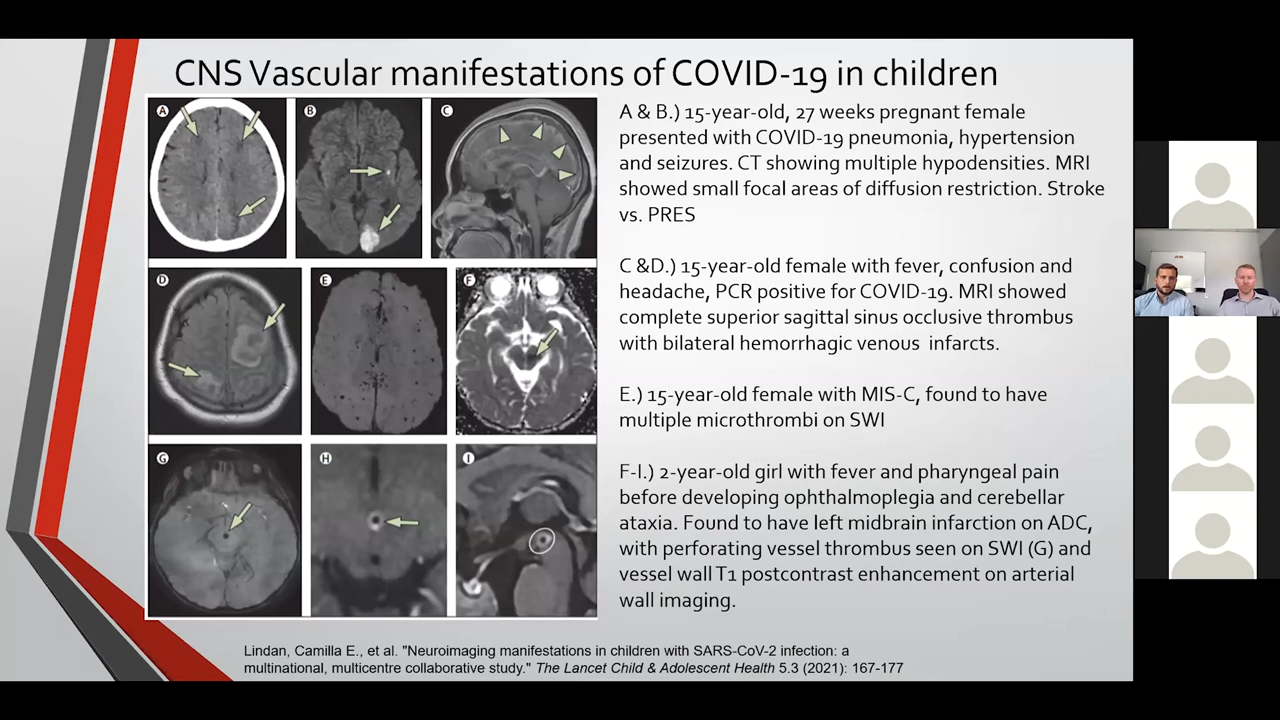 CNS Vascular manifestations of COVID-19 in children
A
B
C
D
E
F
G
H
I
A & B.) 15-year-old, 27 weeks pregnant female
presented with COVID-19 pneumonia, hypertension
and seizures. CT showing multiple hypodensities. MRI
showed small focal areas of diffusion restriction. Stroke
vs. PRES
C &D.) 15-year-old female with fever, confusion and
headache, PCR positive for COVID-19. MRI showed
complete superior sagittal sinus occlusive thrombus
with bilateral hemorrhagic venous infarcts.
E.) 15-year-old female with MIS-C, found to have
multiple microthrombi on SWI
F-I.) 2-year-old girl with fever and pharyngeal pain
before developing ophthalmoplegia and cerebellar
ataxia. Found to have left midbrain infarction on ADC,
with perforating vessel thrombus seen on SWI (G) and
vessel wall T1 postcontrast enhancement on arterial
wall imaging.
Lindan, Camilla E., et al. "Neuroimaging manifestations in children with SARS-CoV-2 infection: a
multinational, multicentre collaborative study." The Lancet Child & Adolescent Health 5.3 (2021): 167-177